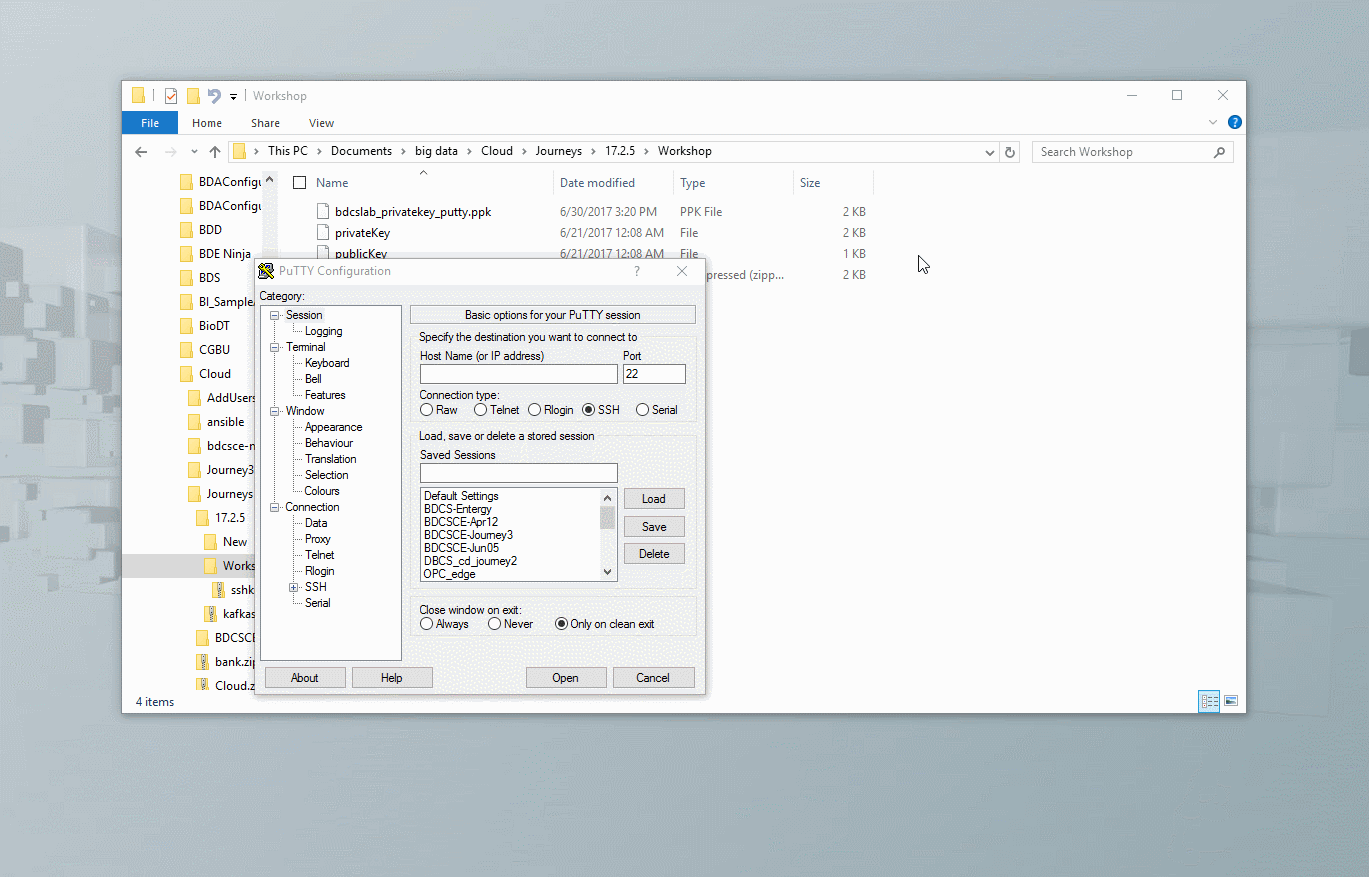 Workshop
File Home Share View
This PC > Documents > big data > Cloud > Journeys > 17.2.5 > Workshop
Search Workshop
Name Date modified Type Size
bdcslab_privatekey_putty.ppk 6/30/2017 3:20 PM PPK File 2 KB
privateKey 6/21/2017 12:08 AM File 2 KB
publicKey 6/21/2017 12:08 AM File 1 KB
pressed (zipp... 2 KB
BDAConfigu
BDAConfigu
BDD
BDE Ninja
BDS
BI_Sample
BioDT
CGBU
Cloud
AddUsers
ansible
bdcsce-n
Journey3
Journeys
17.2.5
New
Works
sshk
kafkas
BDCSCE
bank.zip
Cloud.z
4 items
PuTTY Configuration ?
Category:
Session
Logging
Terminal
Keyboard
Bell
Features
Window
Appearance
Behaviour
Translation
Selection
Colours
Connection
Data
Proxy
Telnet
Rlogin
SSH
Serial
Basic options for your PuTTY session
Specify the destination you want to connect to
Host Name (or IP address) Port
22
Connection type:
Raw Telnet Rlogin SSH Serial
Load, save or delete a stored session
Saved Sessions
Default Settings
BDCS-Entergy
BDCSCE-Apr12
BDCSCE-Journey3
BDCSCE-Jun05
DBCS_cd_journey2
OPC_edge
Load
Save
Delete
Close window on exit:
Always Never Only on clean exit
About Help Open Cancel